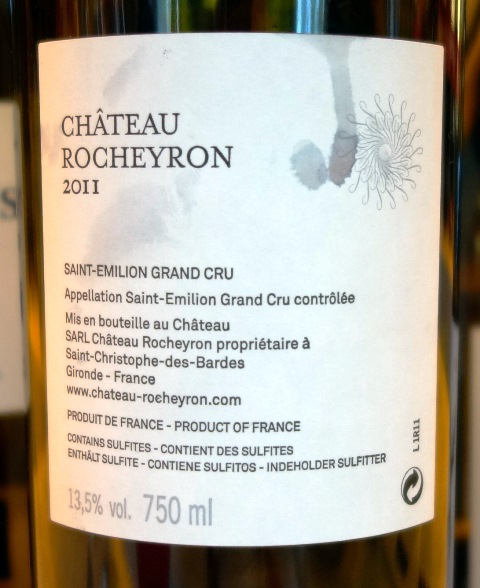 CHÂTEAU
ROCHEYRON
2011
SAINT-EMILION GRAND CRU
Appellation Saint-Emilion Grand Cru contrôlée
Mis en bouteille au Château
SARL Château Rocheyron propriétaire à
Saint-Christophe-des-Bardes
Gironde - France
www.chateau-rocheyron.com
PRODUIT DE FRANCE - PRODUCT OF FRANCE
CONTAINS SULFITES - CONTIENT DES SULFITES
ENTHÄLT SULFITE - CONTIENE SULFITOS - INDEHOLDER SULFITTER
L 1R11
13,5% vol. 750 ml